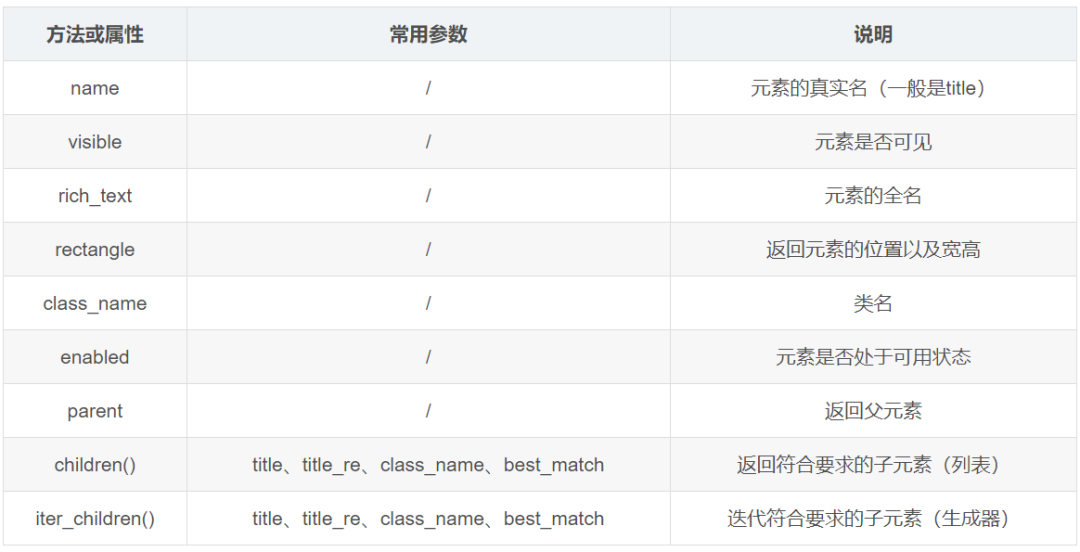 方法或属性 常用参数 说明
name / 元素的真实名（一般是title）
visible / 元素是否可见
rich_text / 元素的全名
rectangle / 返回元素的位置以及宽高
class_name / 类名
enabled / 元素是否处于可用状态
parent / 返回父元素
children() title、title_re、class_name、best_match 返回符合要求的子元素（列表）
iter_children() title、title_re、class_name、best_match 迭代符合要求的子元素（生成器）